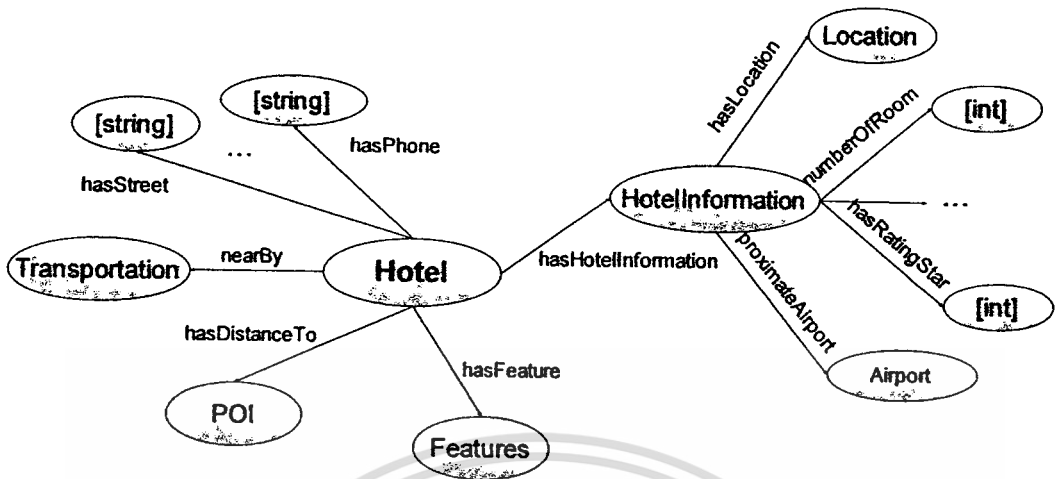 Location
[string]
[string]
[int]
...
hasPhone
hasLocation
numberOfRoom
hasStreet
HotelInformation
...
hasRatingStar
Transportation
nearBy
Hotel
hasHotelInformation
proximateAirport
[int]
hasDistanceTo
hasFeature
Airport
POI
Features